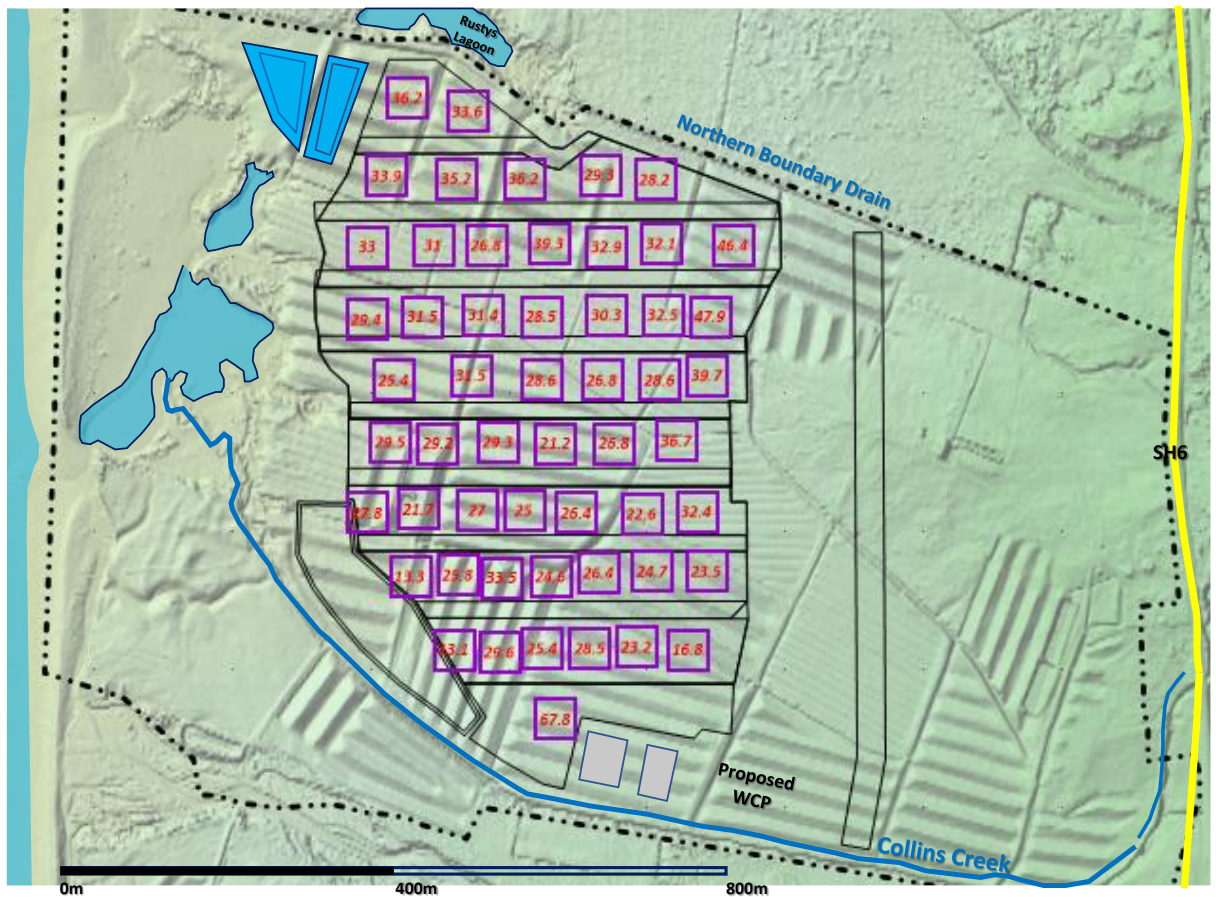 Rustys
Lagoon
36.2
33.6
Northern Boundary Drain
33.9 35.2 36.2 29.3 28.2
33 31 26.8 39.3 32.9 32.1 46.4
29.4 31.5 31.4 28.5 30.3 32.5 47.9
25.4 31.5 28.6 26.8 28.6 39.7
29.5 29.2 29.3 21.2 26.8 36.7
SH6
21.7 27 25 26.4 22.6 32.4
13.3 25.8 33.5 24.6 26.4 24.7 23.5
29.6 25.4 28.5 23.2 16.8
67.8
Proposed
WCP
Collins Creek
0m 400m 800m